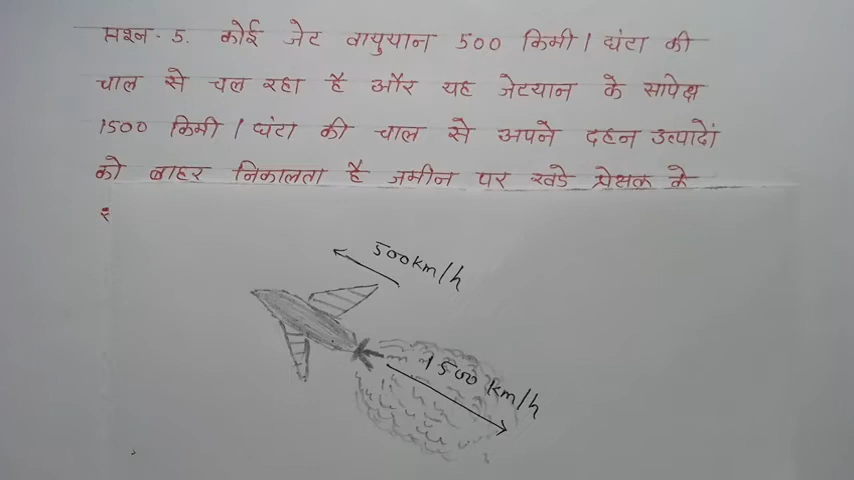 प्रश्न- 5. कोई जेट वायुयान 500 किमी / घंटा की
चाल से चल रहा है और यह जेटयान के सापेक्ष
1500 किमी / घंटा की चाल से अपने दहन उत्पादों
को बाहर निकालता है जमीन पर खडे प्रेक्षक के
500km/h
1500 km/h